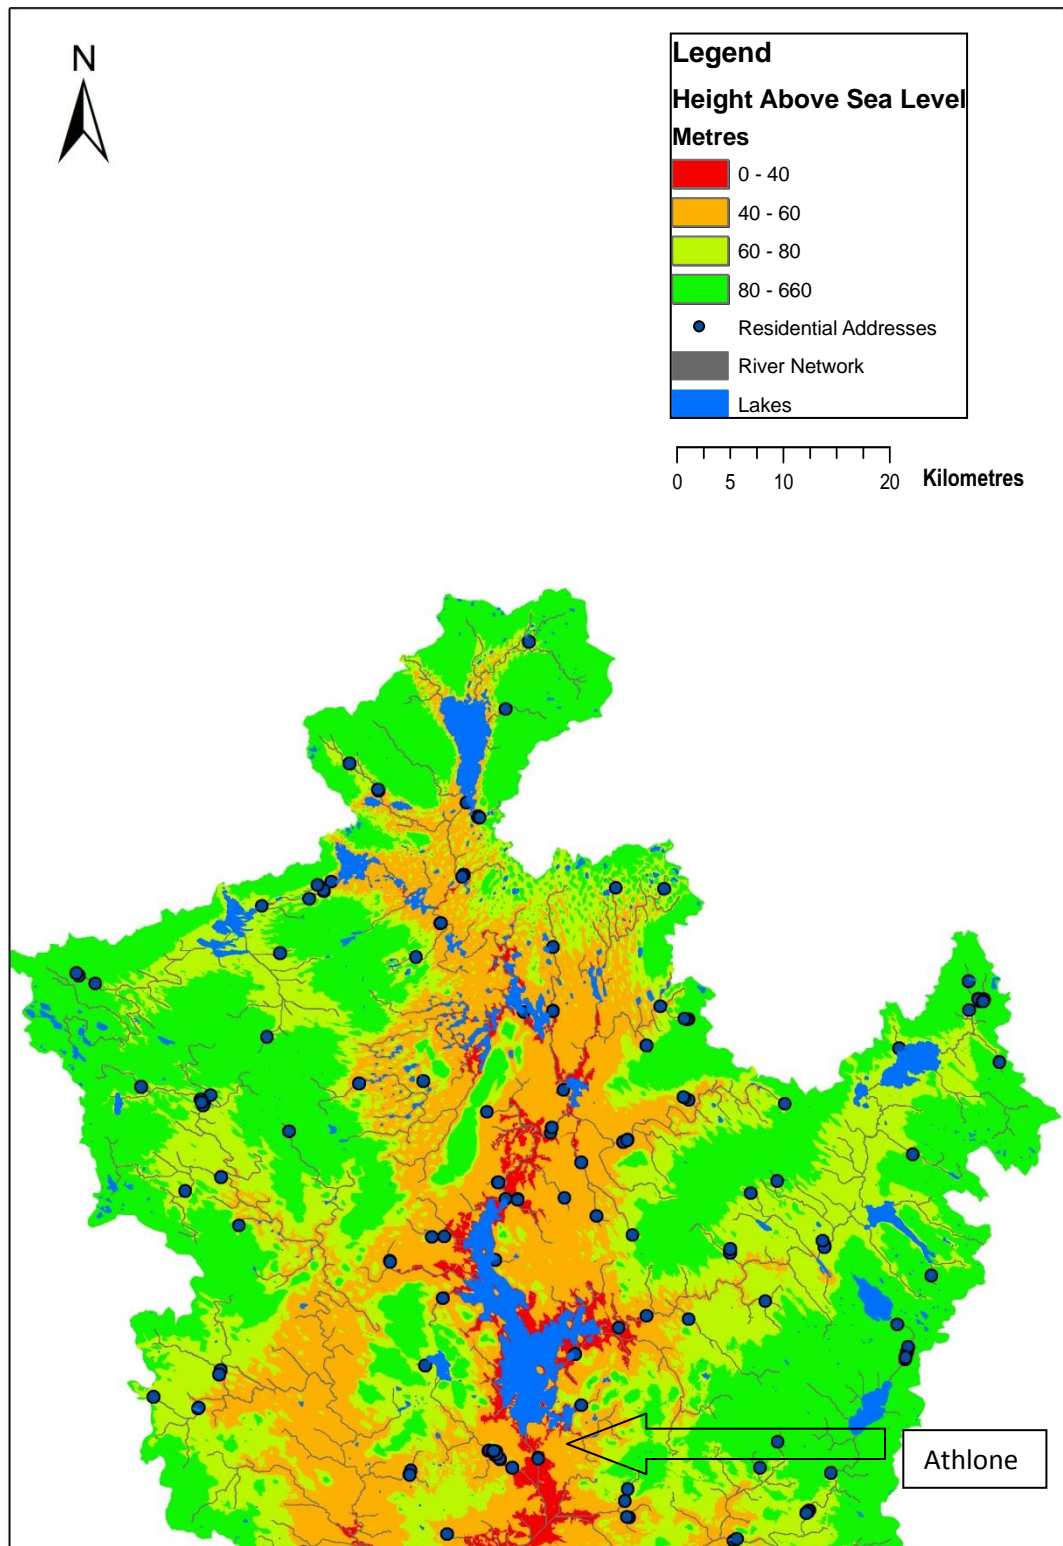 N
Legend
Height Above Sea Level
Metres
0 - 40
40 - 60
60 - 80
80 - 660
Residential Addresses
River Network
Lakes
0 5 10 20 Kilometres
Athlone